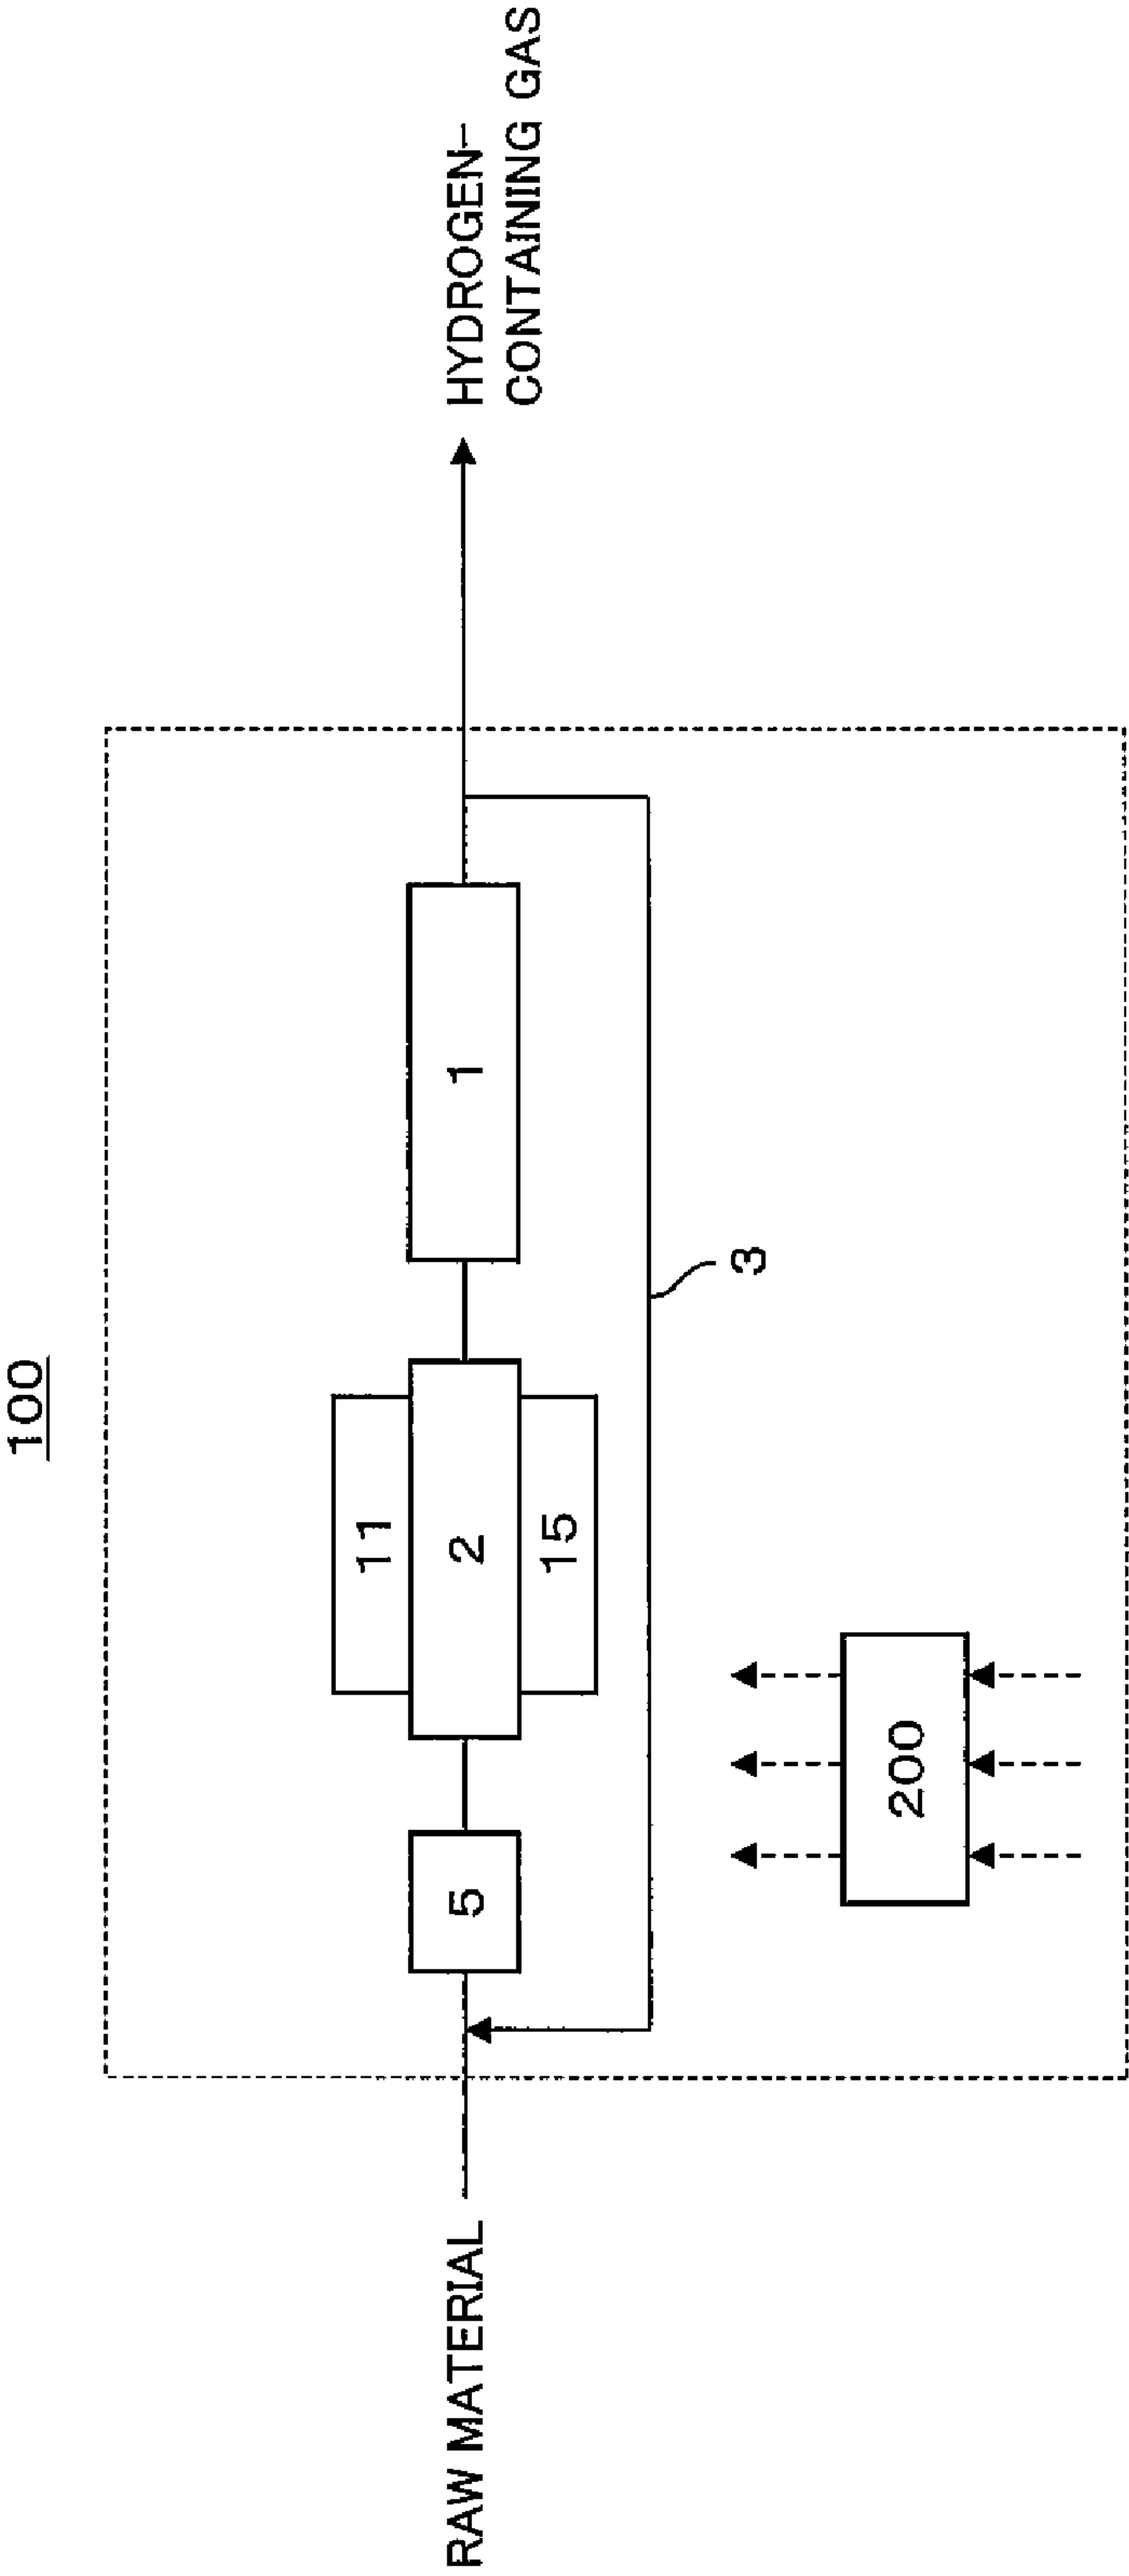 100
HYDROGEN-
CONTAINING GAS
RAW MATERIAL
5
11
2
15
1
3
200